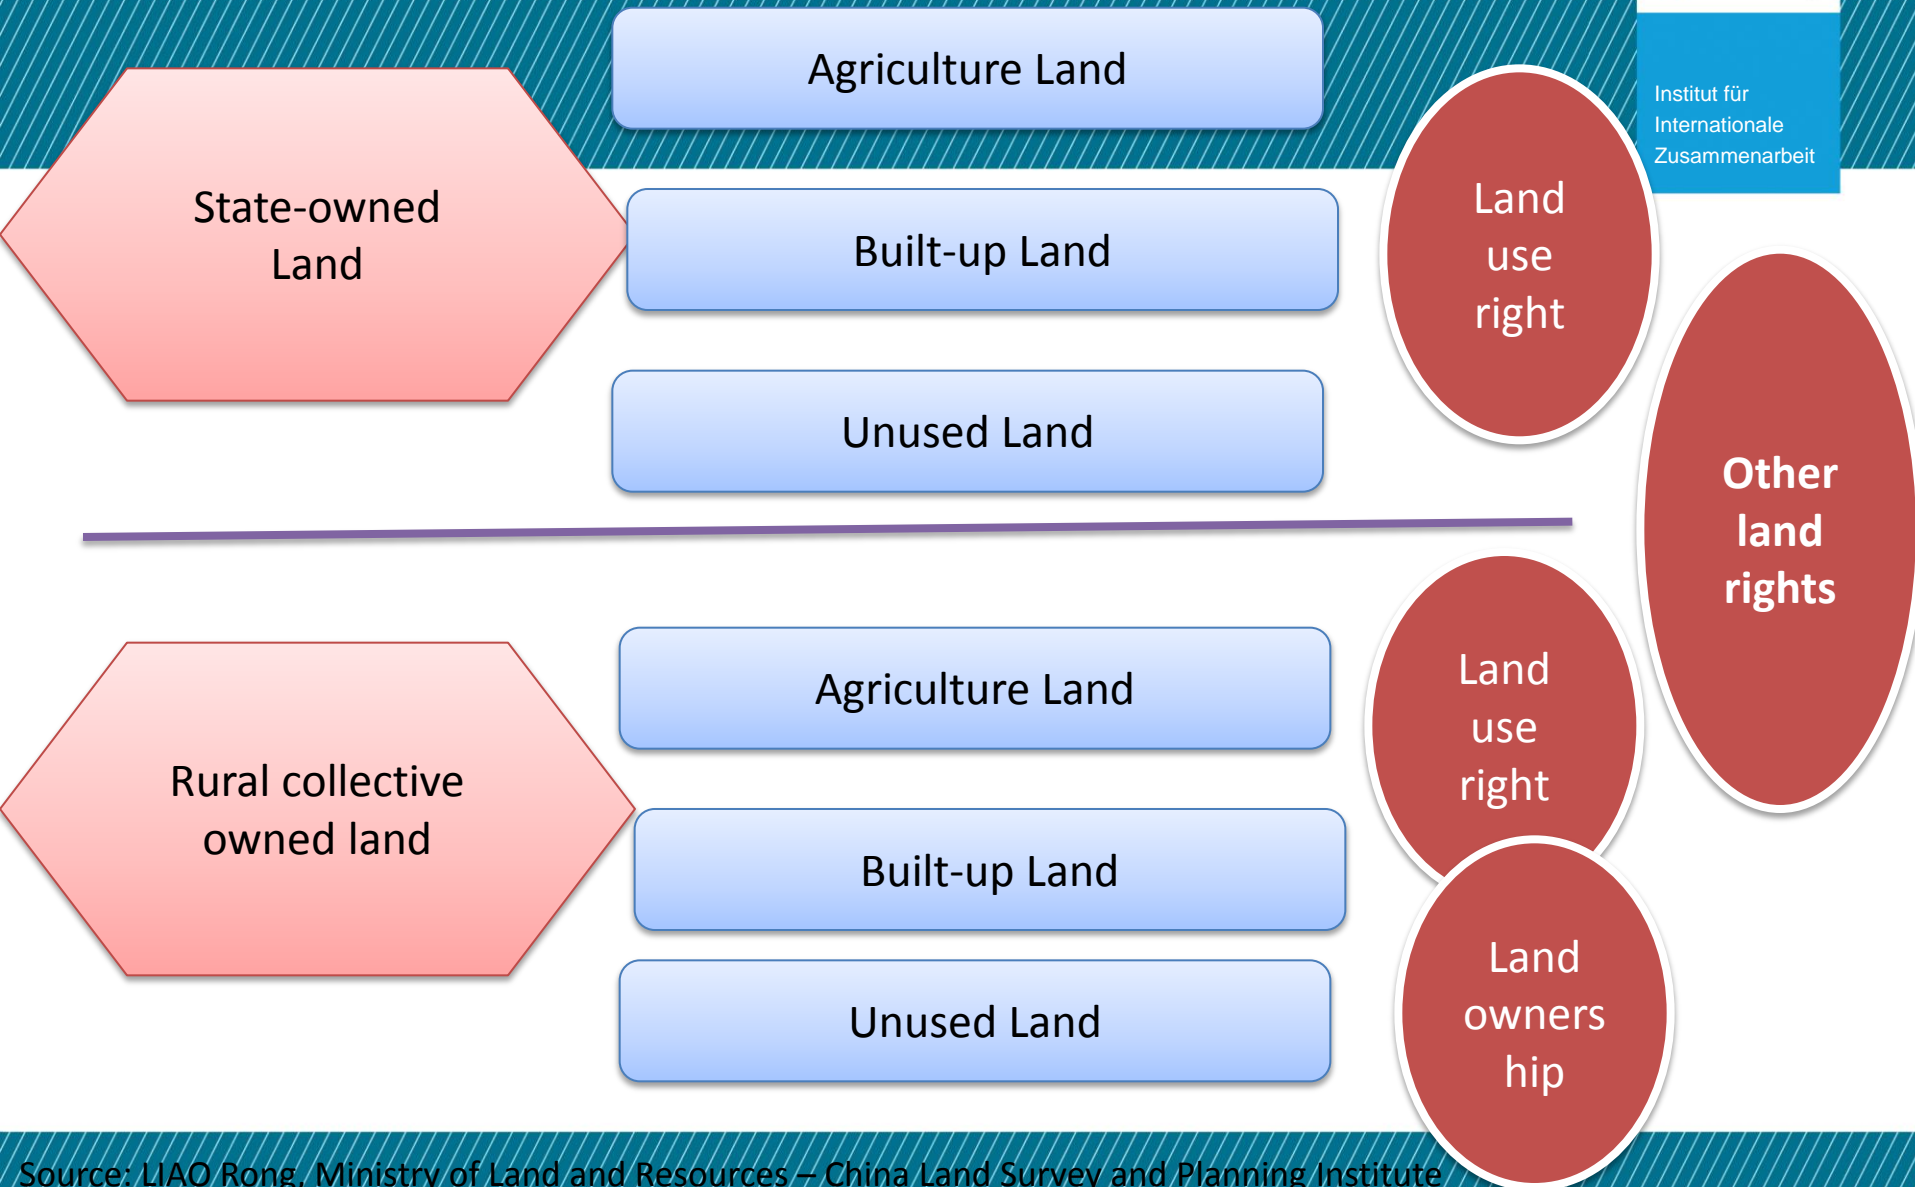 Agriculture Land
Institut für
Internationale
Zusammenarbeit
State-owned
Land
Built-up Land
Land
use
right
Unused Land
Other
land
rights
Agriculture Land
Land
use
right
Rural collective
owned land
Built-up Land
Unused Land
Land
owners
hip
Source: LIAO Rong, Ministry of Land and Resources – China Land Survey and Planning Institute